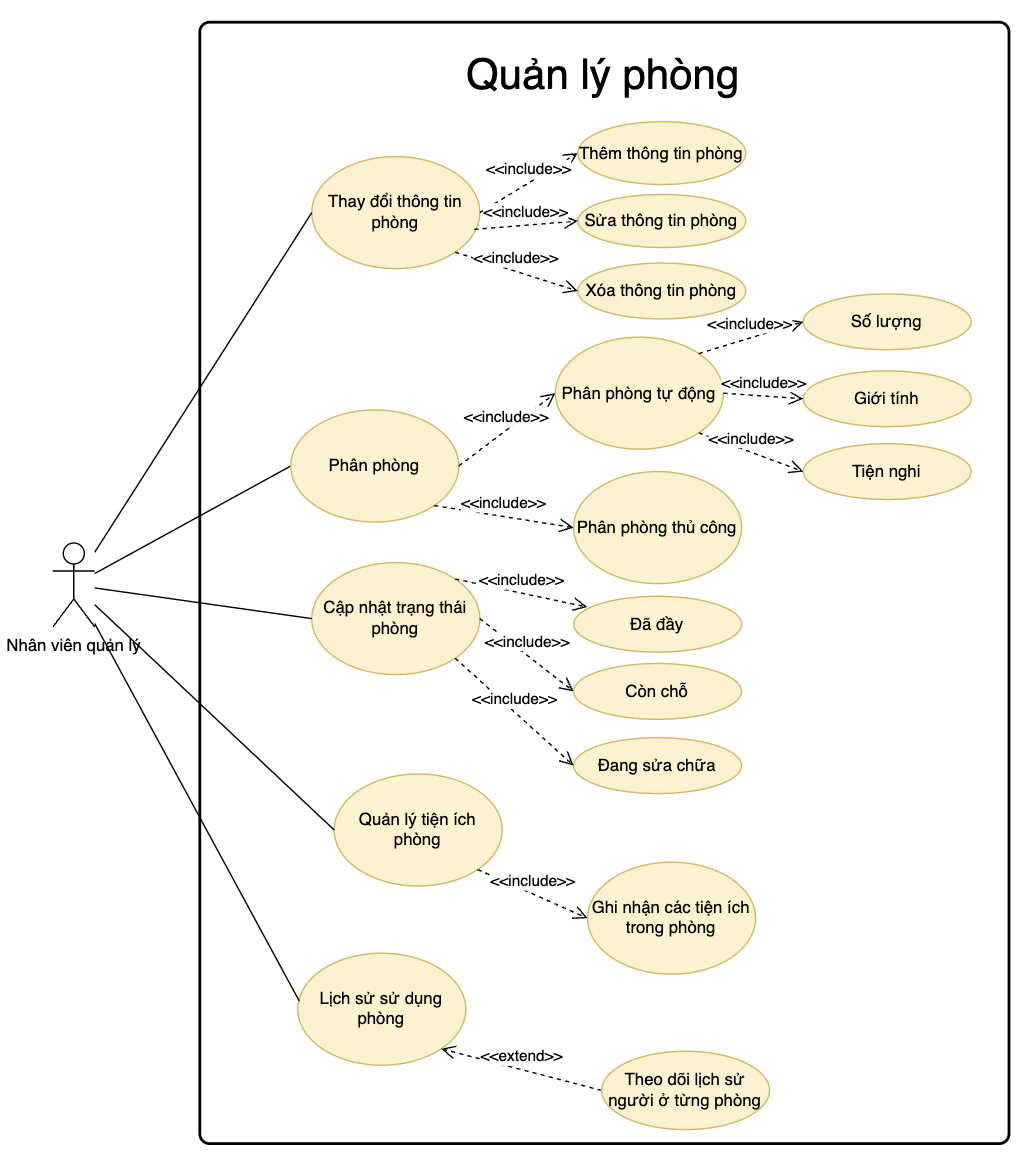 Quản lý phòng
Thêm thông tin phòng
<<include>>
Thay đổi thông tin
phòng
<<include>>
Sửa thông tin phòng
<<include>>
Xóa thông tin phòng
<<include>>
Số lượng
Phân phòng tự động
<<include>>
Giới tính
<<include>>
Phân phòng
<<include>>
Tiện nghi
<<include>>
Phân phòng thủ công
<<include>>
Cập nhật trạng thái
phòng
Đã đầy
<<include>>
Nhân viên quản lý
Còn chỗ
<<include>>
Đang sửa chữa
Quản lý tiện ích
phòng
<<include>>
Ghi nhận các tiện ích
trong phòng
Lịch sử sử dụng
phòng
<<extend>>
Theo dõi lịch sử
người ở từng phòng